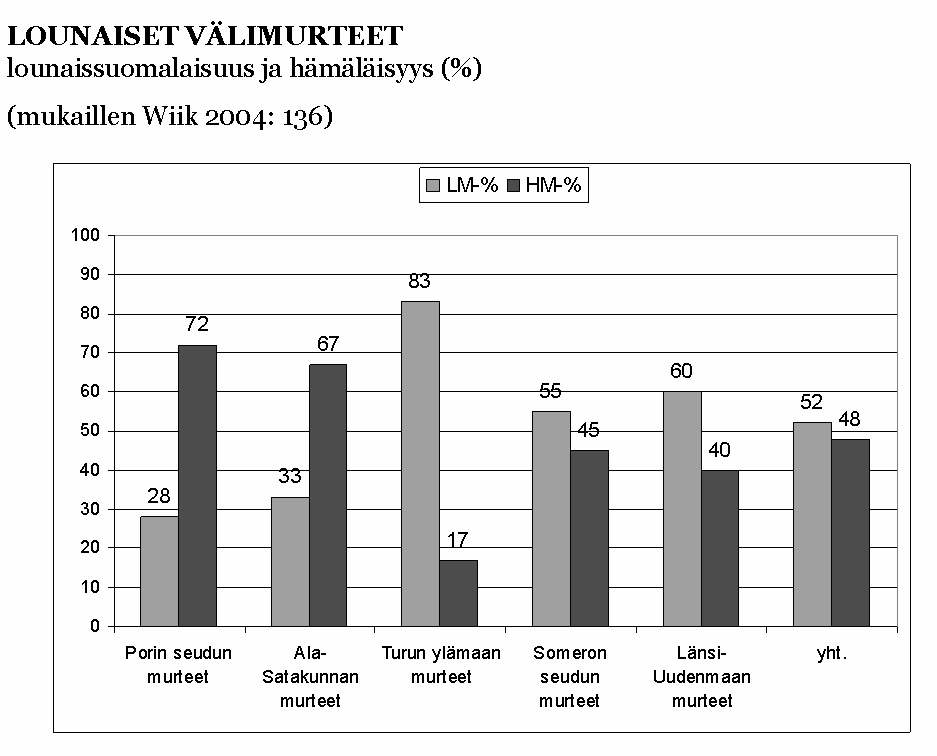 LOUNAISET VÄLIMURTEET
lounaissuomalaisuus ja hämäläisyys (%)
(mukaillen Wiik 2004: 136)
LM-% HM-%
100
90
80
70
60
50
40
30
20
10
0
28 72
33 67
83 17
55 45
60 40
52 48
Porin seudun
murteet
Ala-
Satakunnan
murteet
Turun ylämaan
murteet
Someron
seudun
murteet
Länsi-
Uudenmaan
murteet
yht.